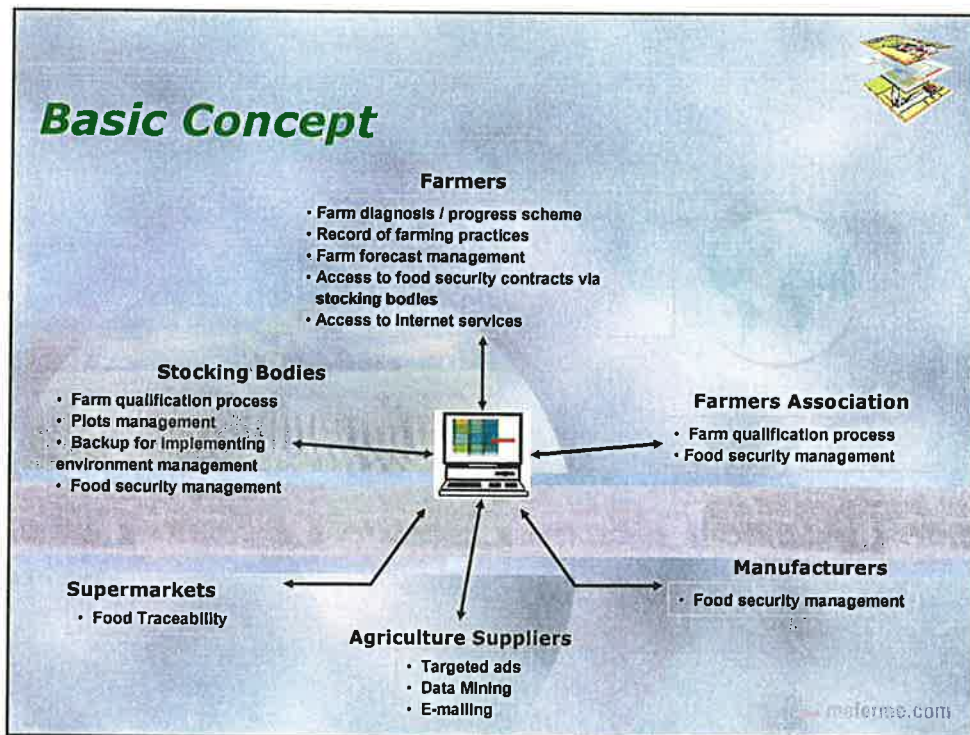 Basic Concept
Farmers
• Farm diagnosis / progress scheme
• Record of farming practices
• Farm forecast management
• Access to food security contracts via
stocking bodies
• Access to Internet services
Stocking Bodies
• Farm qualification process
• Plots management
• Backup for implementing
environment management
• Food security management
Farmers Association
• Farm qualification process
• Food security management
Supermarkets
• Food Traceability
Manufacturers
• Food security management
Agriculture Suppliers
• Targeted ads
• Data Mining
• E-mailing
maferme.com